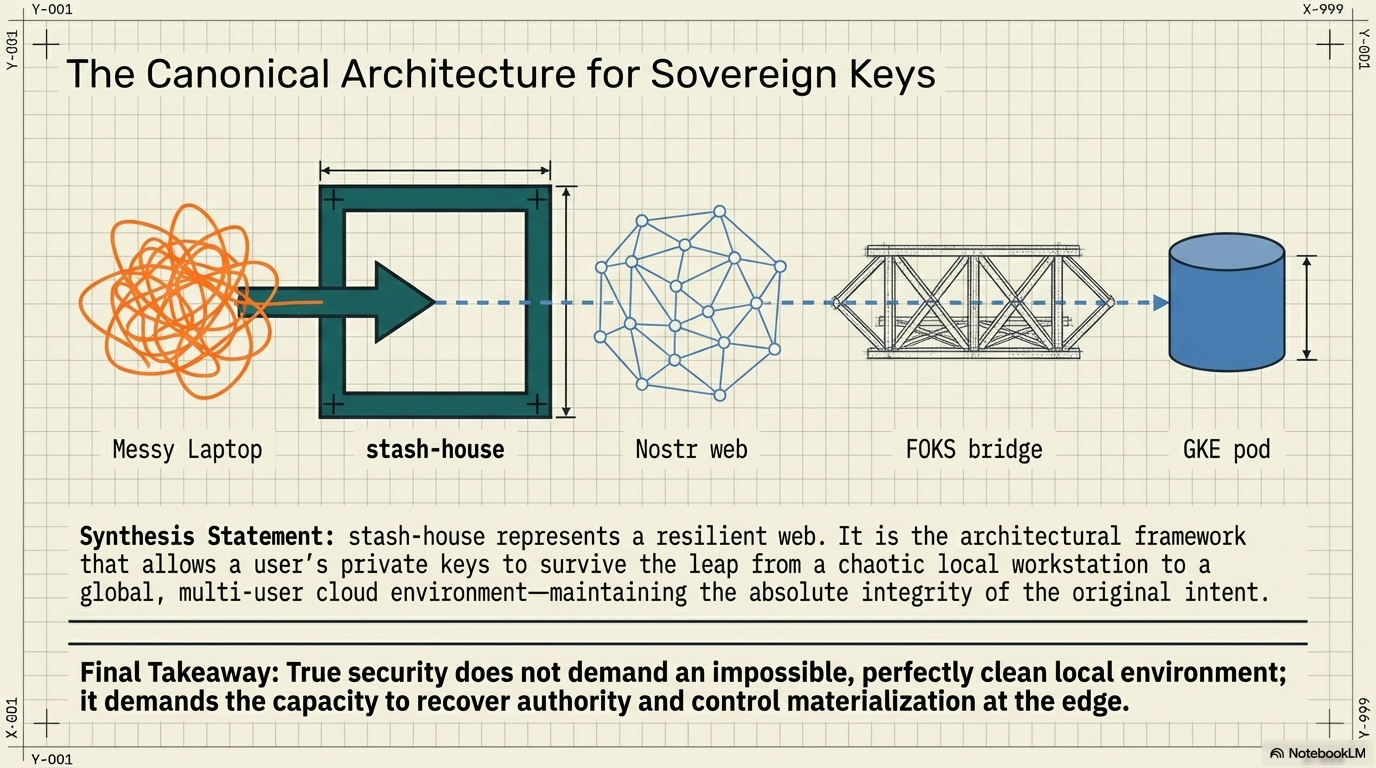 Y-001
X-999
Y-001
Y-001
The Canonical Architecture for Sovereign Keys
Messy Laptop
stash-house
Nostr web
FOKS bridge
GKE pod
Synthesis Statement: stash-house represents a resilient web. It is the architectural framework
that allows a user’s private keys to survive the leap from a chaotic local workstation to a
global, multi-user cloud environment—maintaining the absolute integrity of the original intent.
Final Takeaway: True security does not demand an impossible, perfectly clean local environment;
it demands the capacity to recover authority and control materialization at the edge.
X-001
Y-001
NotebookLM